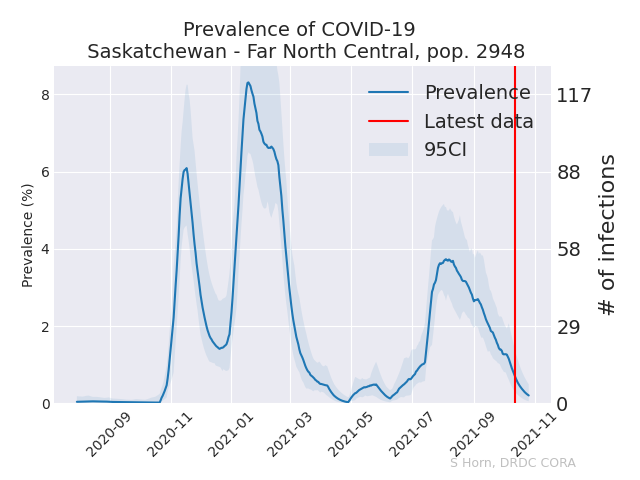 Prevalence of COVID-19
Saskatchewan - Far North Central, pop. 2948
Prevalence
Latest data
95CI
8
6
4
2
0
Prevalence (%)
117
88
58
29
0
# of infections
2020-09
2020-11
2021-01
2021-03
2021-05
2021-07
2021-09
2021-11
S Horn, DRDC CORA